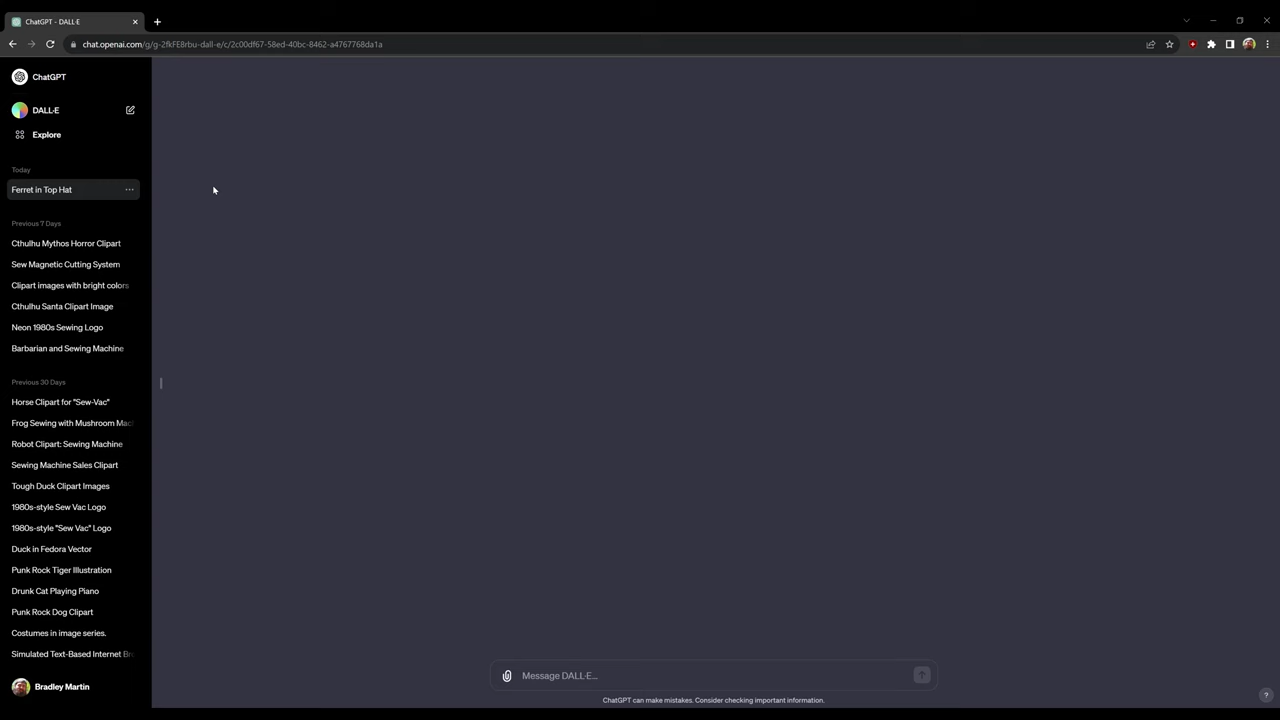 ChatGPT - DALL·E
chat.openai.com/g/g-2fkFE8rbu-dall-e/c/2c00df67-58ed-40bc-8462-a4767768da1a
ChatGPT
DALL·E
Explore
Today
Ferret in Top Hat
Previous 7 Days
Cthulhu Mythos Horror Clipart
Sew Magnetic Cutting System
Clipart images with bright colors
Cthulhu Santa Clipart Image
Neon 1980s Sewing Logo
Barbarian and Sewing Machine
Previous 30 Days
Horse Clipart for "Sew-Vac"
Frog Sewing with Mushroom Mac
Robot Clipart: Sewing Machine
Sewing Machine Sales Clipart
Tough Duck Clipart Images
1980s-style Sew Vac Logo
1980s-style "Sew Vac" Logo
Duck in Fedora Vector
Punk Rock Tiger Illustration
Drunk Cat Playing Piano
Punk Rock Dog Clipart
Costumes in image series.
Simulated Text-Based Internet Br
Bradley Martin
Message DALL·E...
ChatGPT can make mistakes. Consider checking important information.
?